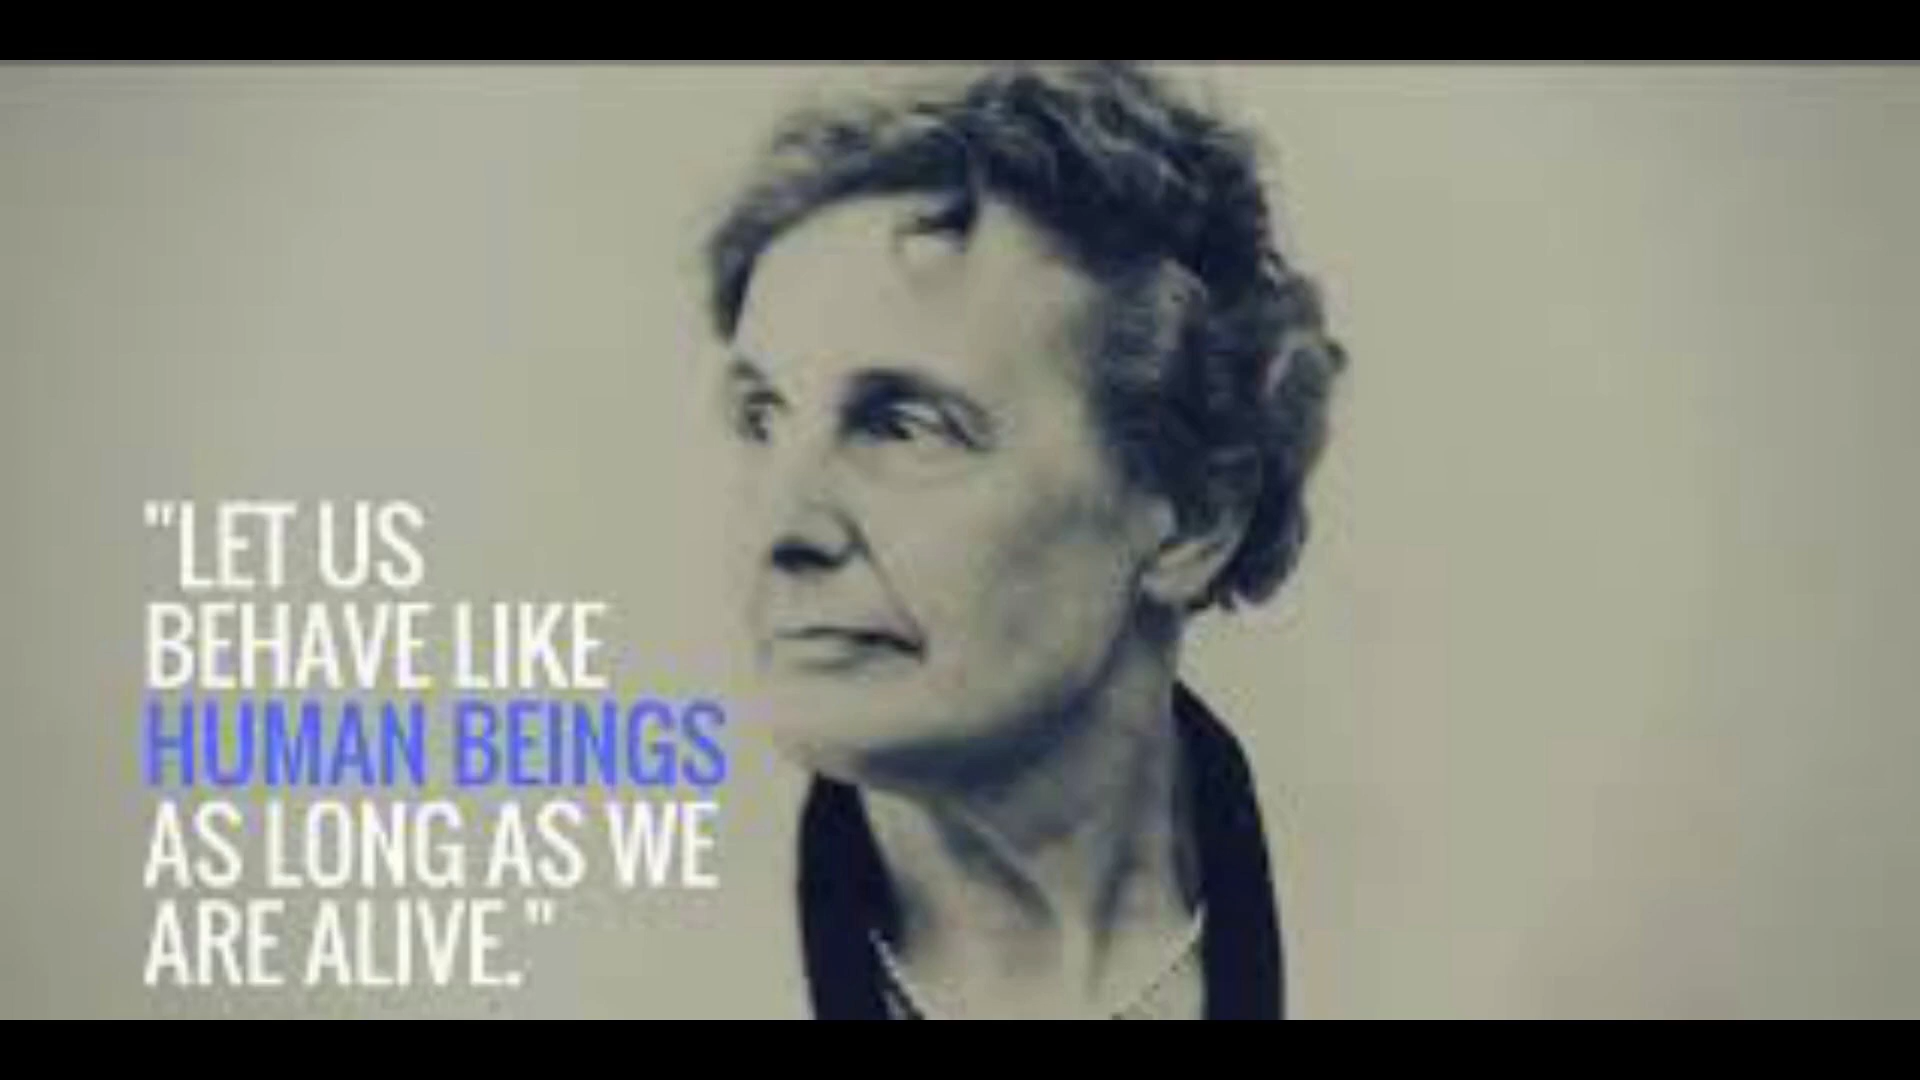 "LET US
BEHAVE LIKE
HUMAN BEINGS
AS LONG AS WE
ARE ALIVE."